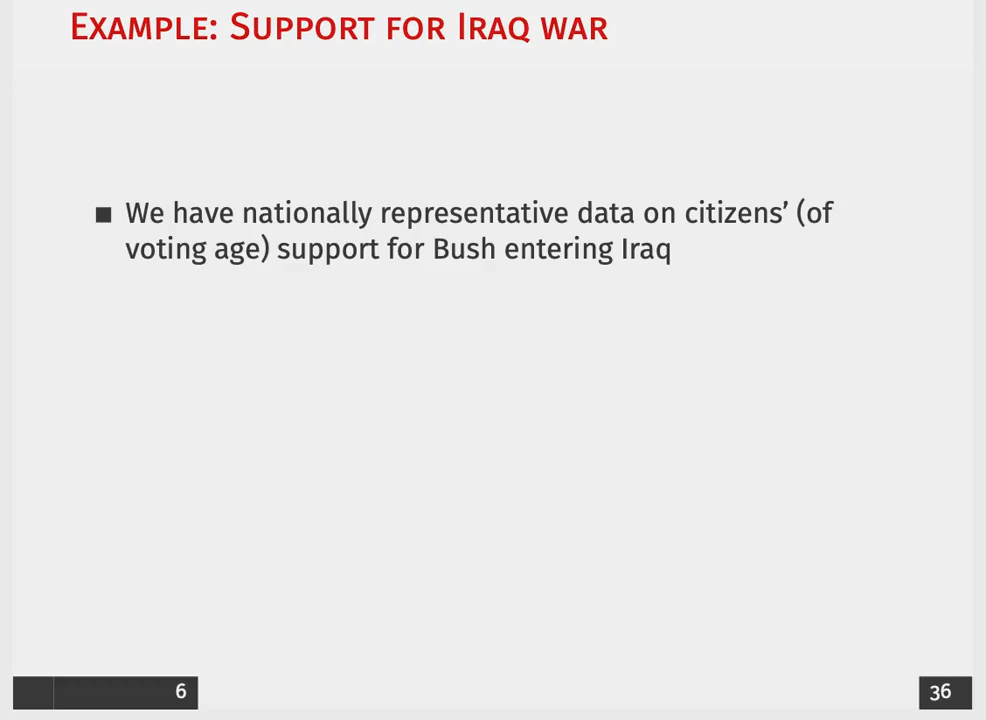 Example: Support for Iraq war
■ We have nationally representative data on citizens’ (of
voting age) support for Bush entering Iraq
6
36